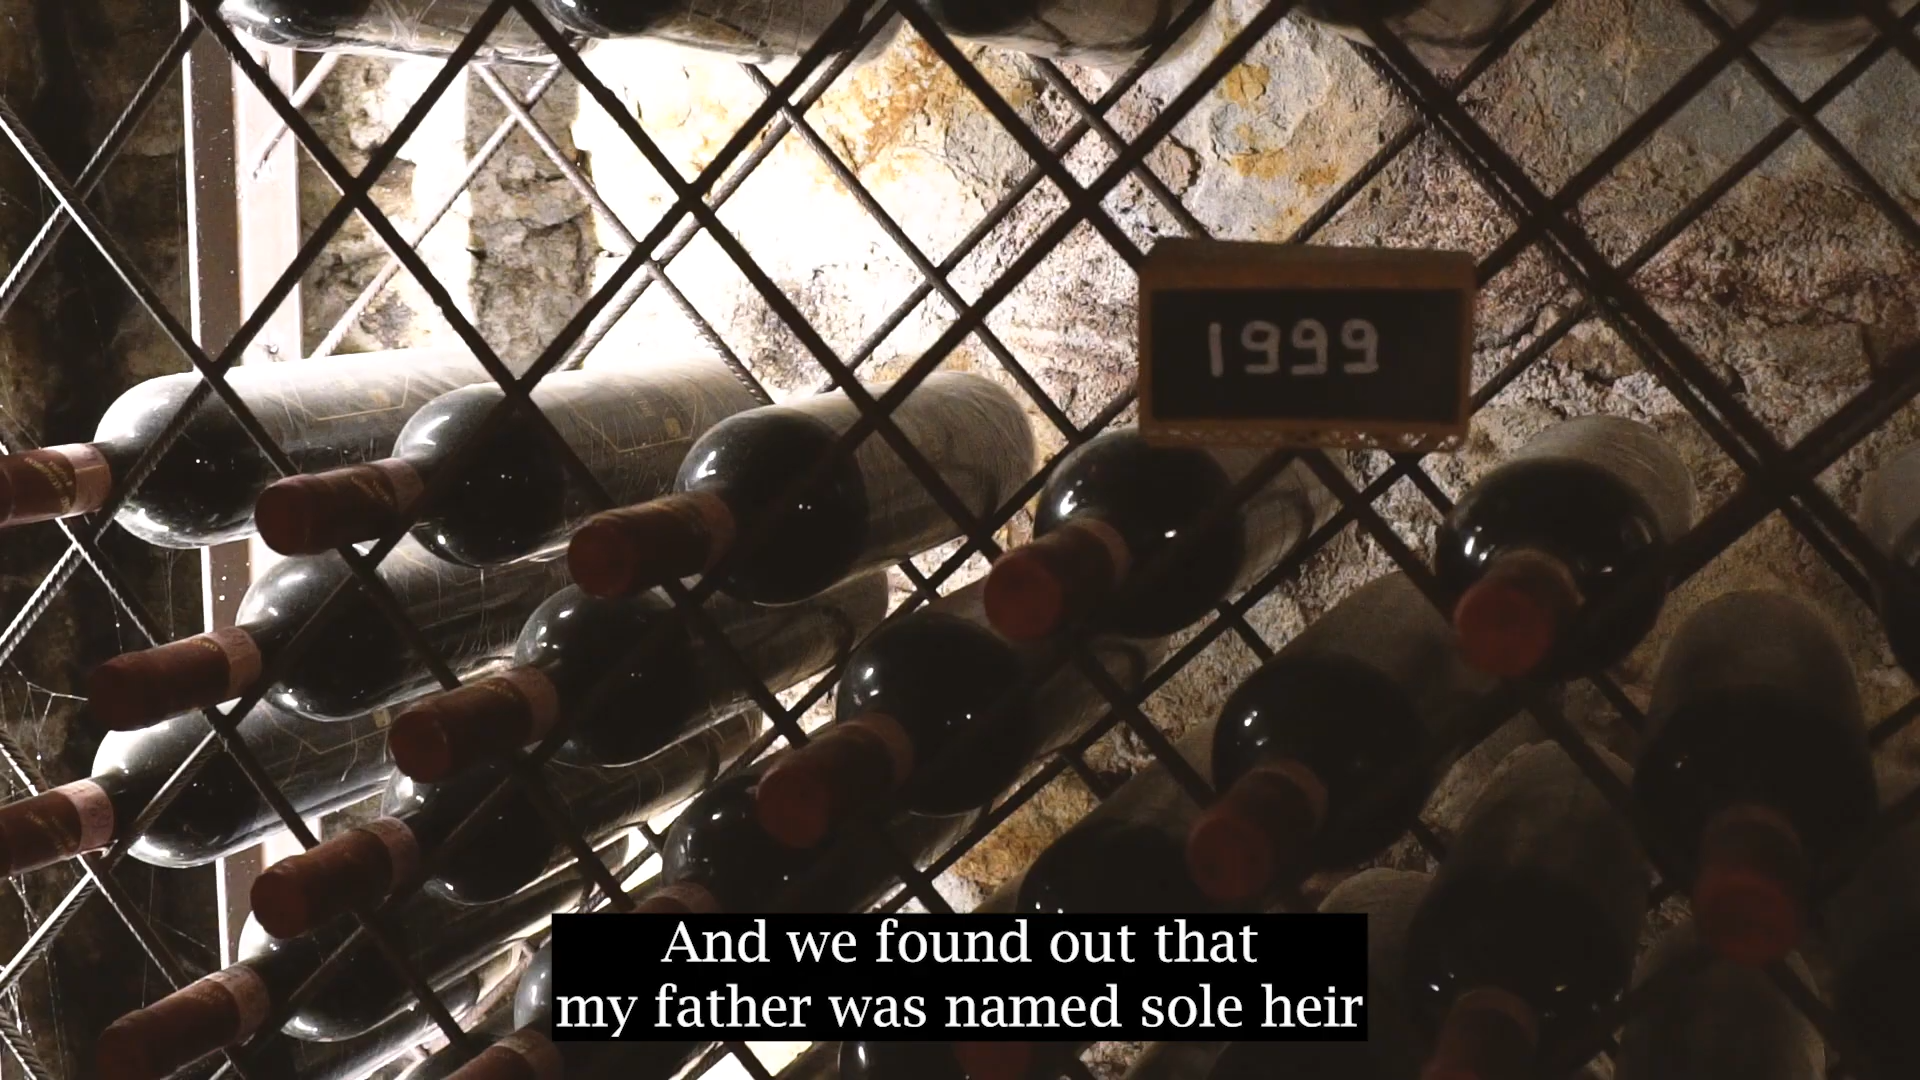 1999
And we found out that
my father was named sole heir